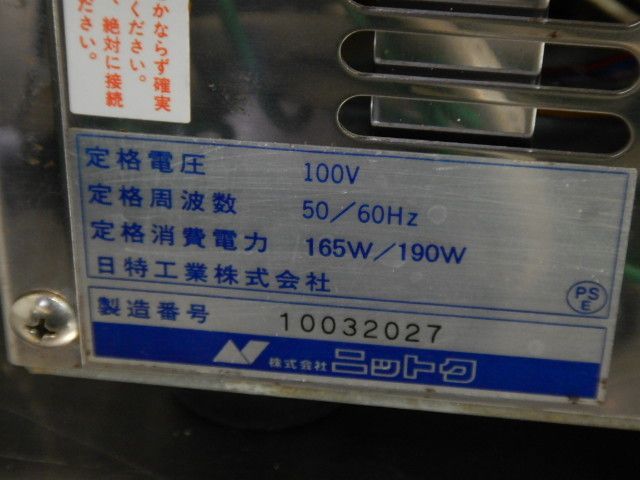 かならず確実
ください。
、絶対に接続
ださい。
定格電圧 100V
定格周波数 50/60Hz
定格消費電力 165W/190W
日特工業株式会社
PS
E
製造番号 10032027
株式会社 ニットク